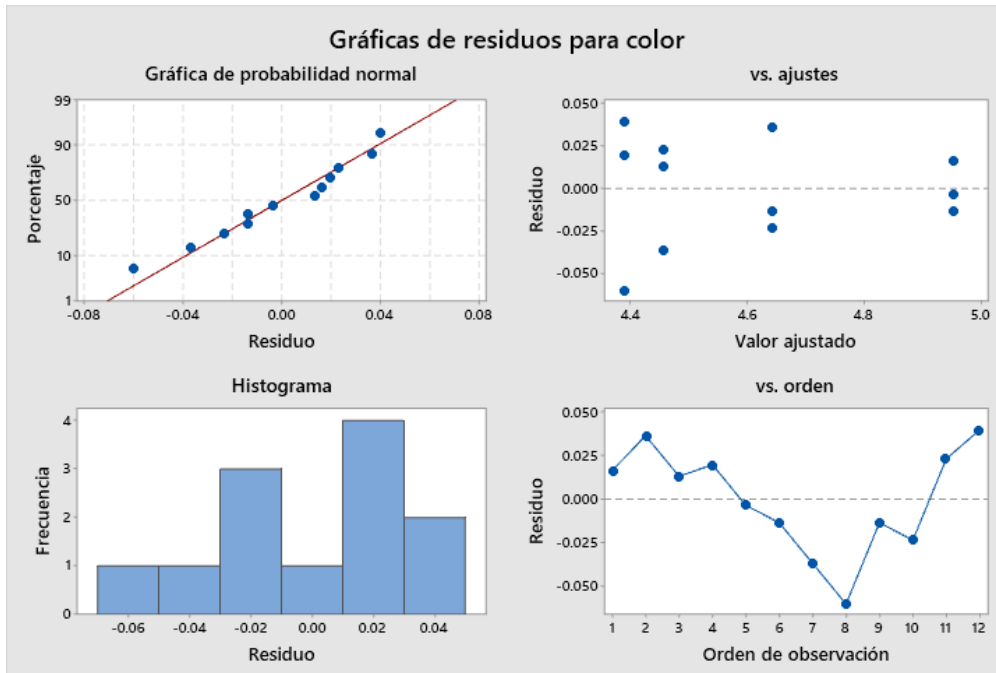 Gráficas de residuos para color
Gráfica de probabilidad normal
99
90
50
10
1
Porcentaje
-0.08 -0.04 0.00 0.04 0.08
Residuo
vs. ajustes
0.050
0.025
0.000
-0.025
-0.050
Residuo
4.4 4.6 4.8 5.0
Valor ajustado
Histograma
4
3
2
1
0
Frecuencia
-0.06 -0.04 -0.02 0.00 0.02 0.04
Residuo
vs. orden
0.050
0.025
0.000
-0.025
-0.050
Residuo
1 2 3 4 5 6 7 8 9 10 11 12
Orden de observación